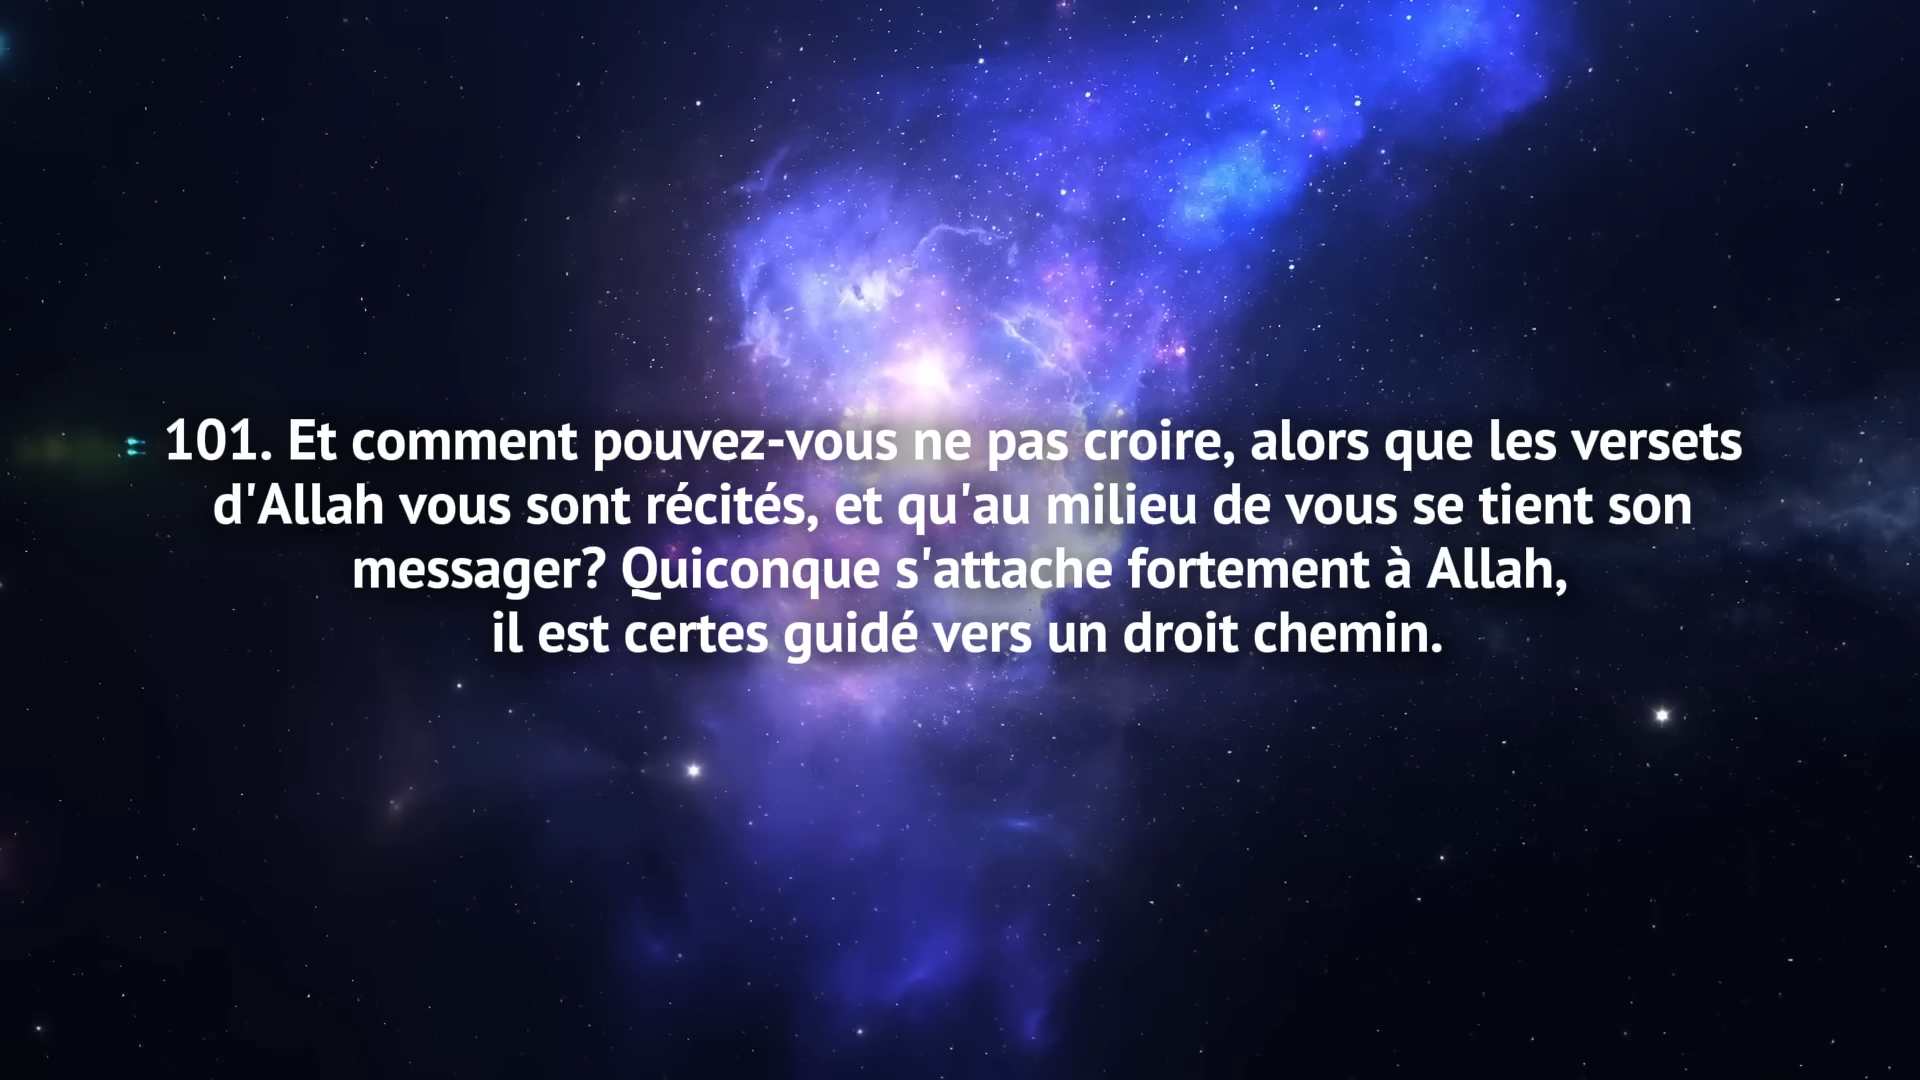 101. Et comment pouvez-vous ne pas croire, alors que les versets
d'Allah vous sont récités, et qu'au milieu de vous se tient son
messager? Quiconque s'attache fortement à Allah,
il est certes guidé vers un droit chemin.